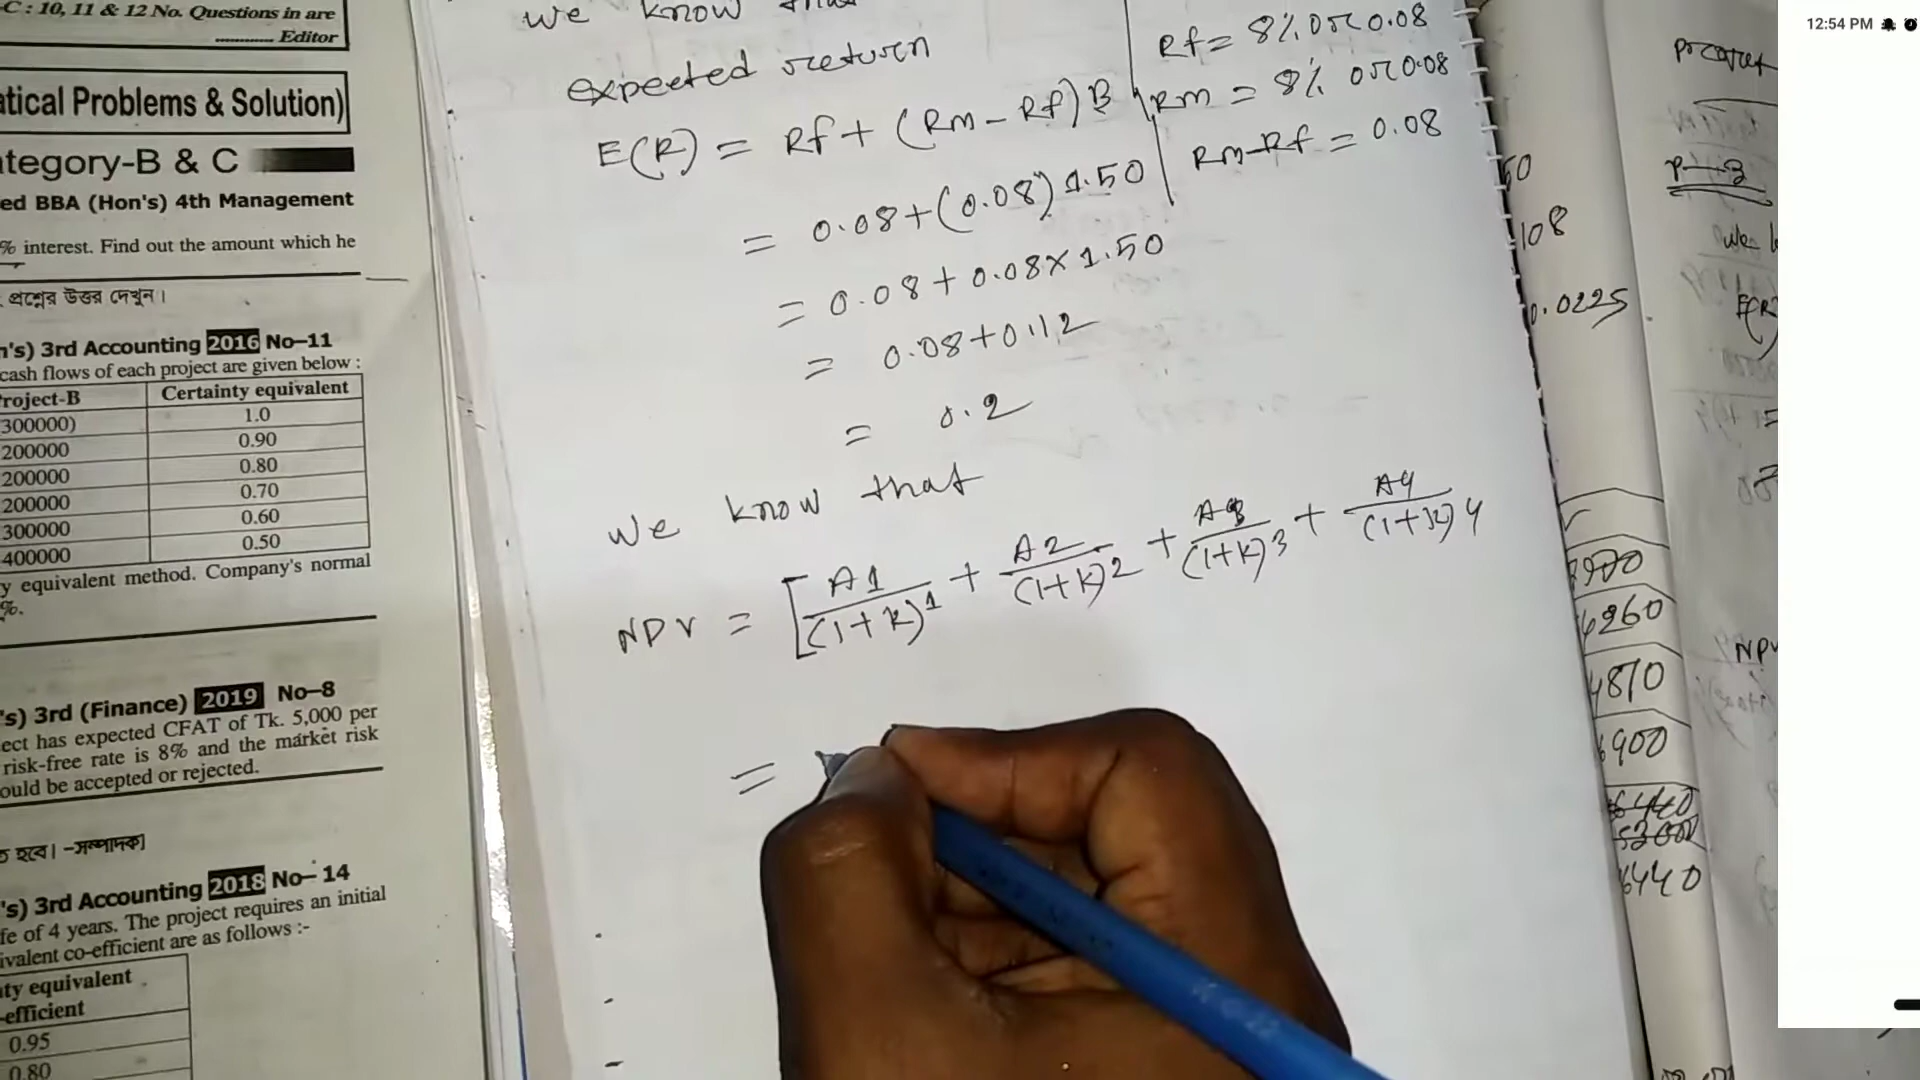 -C : 10, 11 & 12 No. Questions in are
............ Editor
atical Problems & Solution)
ategory-B & C
ed BBA (Hon's) 4th Management
% interest. Find out the amount which he
প্রশ্নের উত্তর দেখুন।
n's) 3rd Accounting 2016 No–11
cash flows of each project are given below :
Project-B Certainty equivalent
300000) 1.0
200000 0.90
200000 0.80
200000 0.70
300000 0.60
400000 0.50
y equivalent method. Company's normal
%.
's) 3rd (Finance) 2019 No–8
ect has expected CFAT of Tk. 5,000 per
risk-free rate is 8% and the market risk
ould be accepted or rejected.
ত হবে। –সম্পাদক]
's) 3rd Accounting 2018 No– 14
fe of 4 years. The project requires an initial
ivalent co-efficient are as follows :-
ty equivalent
-efficient
0.95
0.80
we know that
expected return
E(R) = Rf + (Rm – Rf) B
= 0.08 + (0.08) 1.50
= 0.08 + 0.08 × 1.50
= 0.08 + 0.12
= 0.2
Rf = 8% or 0.08
Rm = 8% or 0.08
Rm-Rf = 0.08
We know that
NPV = [A1/(1+k)1 + A2/(1+k)2 + A3/(1+k)3 + A4/(1+k)4
=
108
0.0225
4870
900
6440
P-3
we
E(R)
NPV
12:54 PM